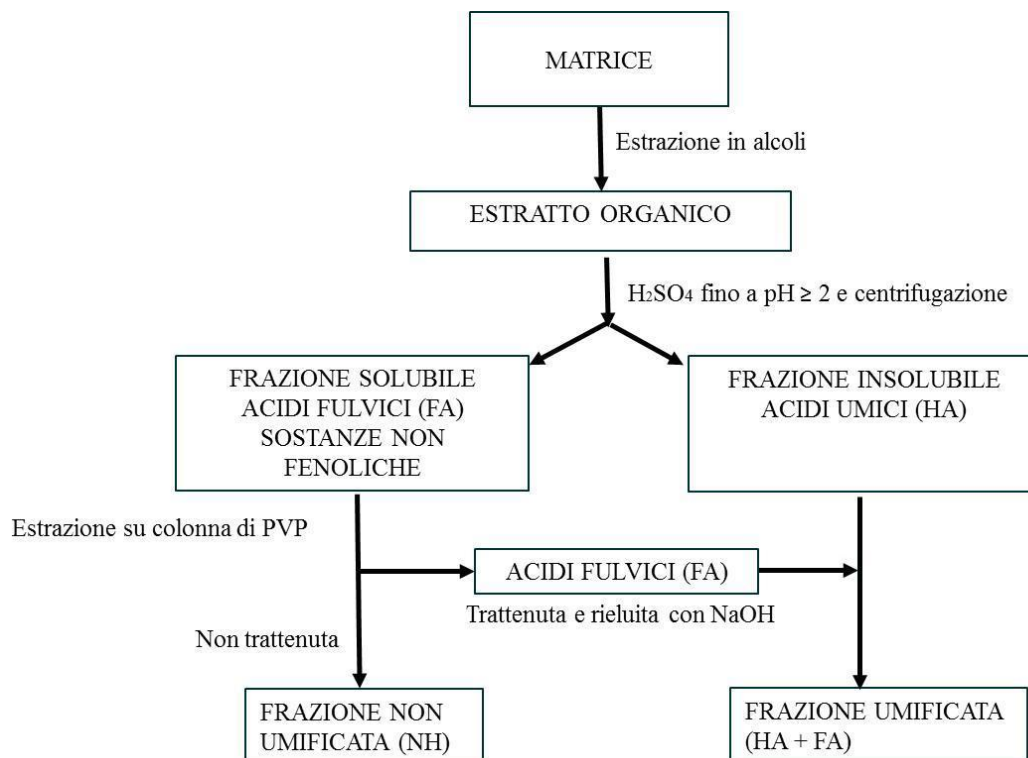 MATRICE
Estrazione in alcoli
ESTRATTO ORGANICO
H₂SO4 fino a pH ≥ 2 e centrifugazione
FRAZIONE SOLUBILE
ACIDI FULVICI (FA)
SOSTANZE NON
FENOLICHE
FRAZIONE INSOLUBILE
ACIDI UMICI (HA)
Estrazione su colonna di PVP
ACIDI FULVICI (FA)
Trattenuta e rieluita con NaOH
Non trattenuta
FRAZIONE NON
UMIFICATA (NH)
FRAZIONE UMIFICATA
(HA + FA)